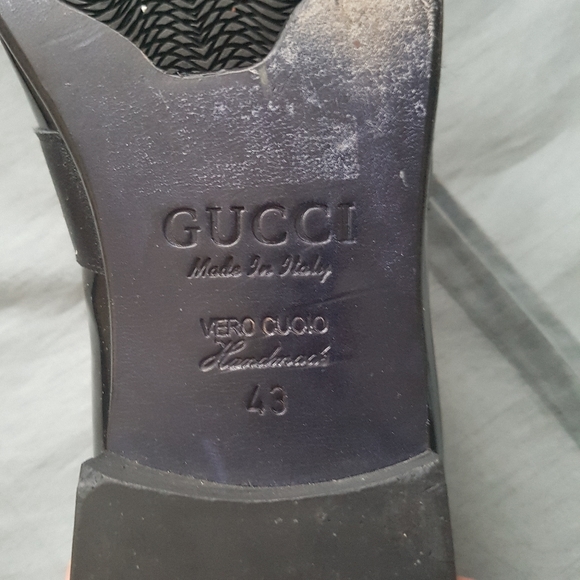 GUCCI
Made In Italy
VERO CUOIO
Handmade
43